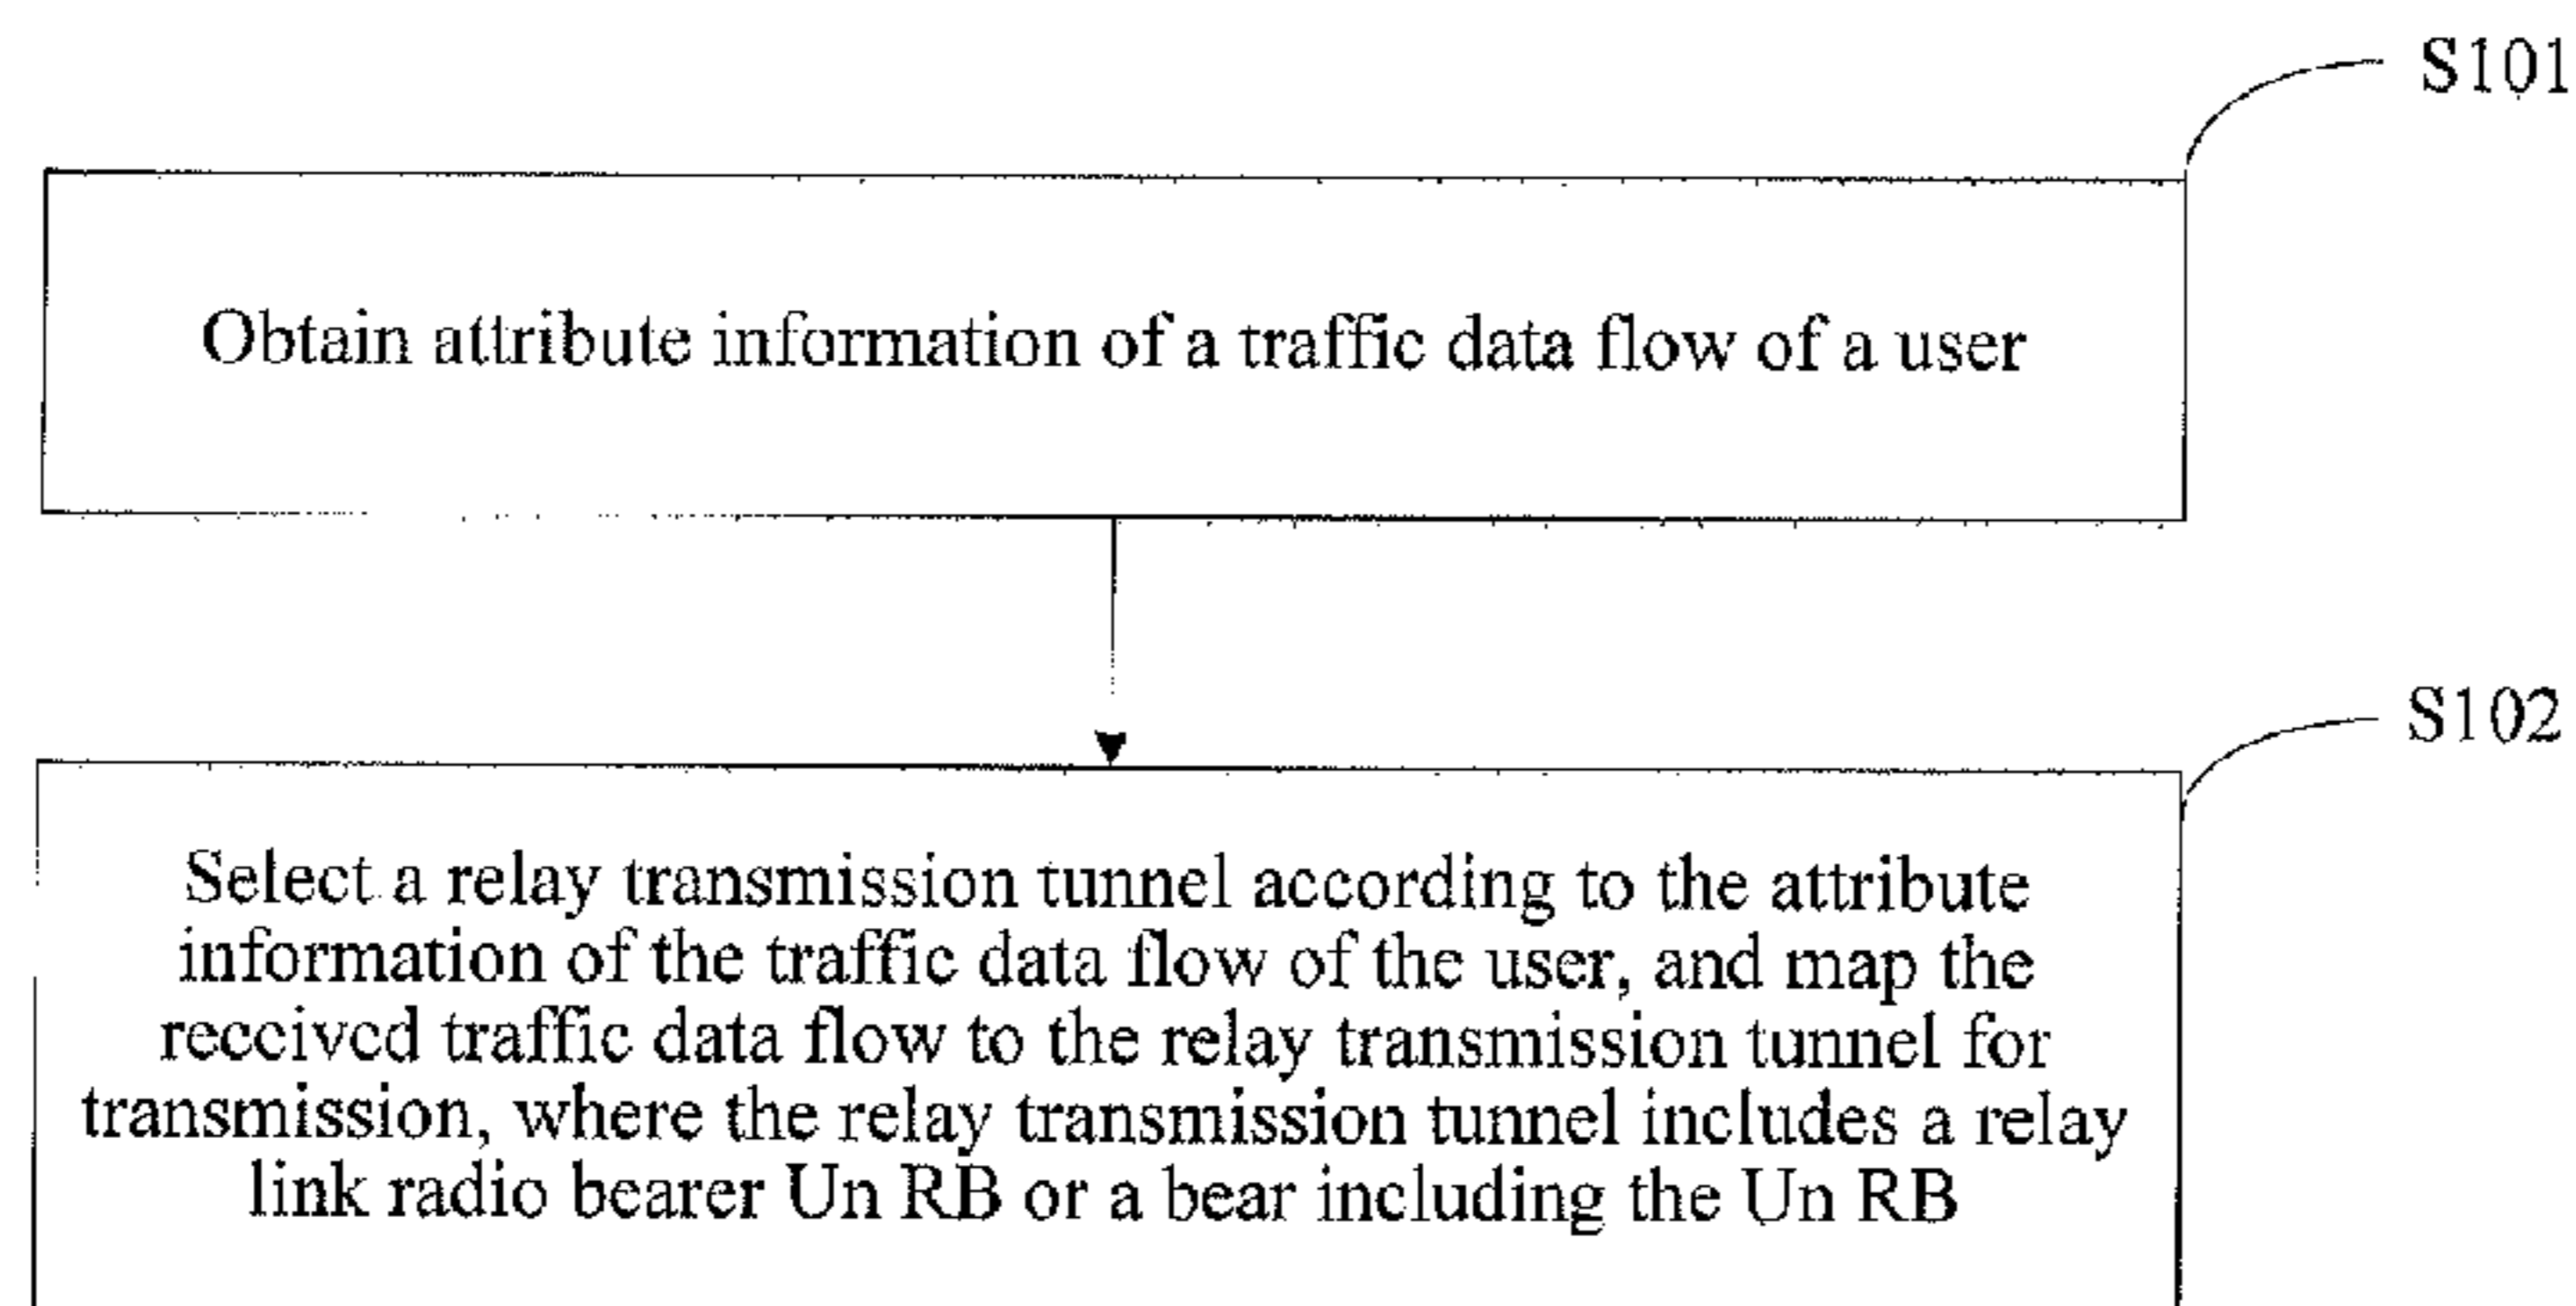 S101
Obtain attribute information of a traffic data flow of a user
S102
Select a relay transmission tunnel according to the attribute
information of the traffic data flow of the user, and map the
received traffic data flow to the relay transmission tunnel for
transmission, where the relay transmission tunnel includes a relay
link radio bearer Un RB or a bear including the Un RB